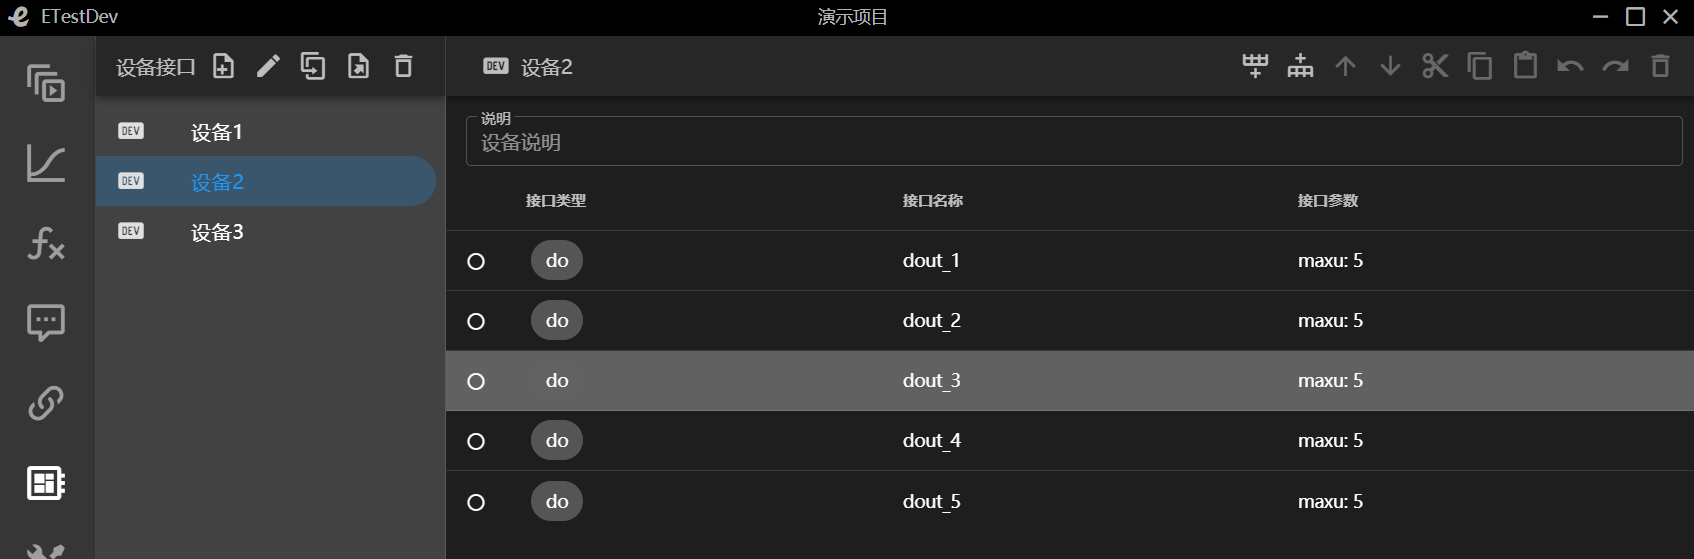 ETestDev
演示项目
设备接口
DEV 设备2
DEV 设备1
DEV 设备2
DEV 设备3
说明
设备说明
接口类型 接口名称 接口参数
do dout_1 maxu: 5
do dout_2 maxu: 5
do dout_3 maxu: 5
do dout_4 maxu: 5
do dout_5 maxu: 5